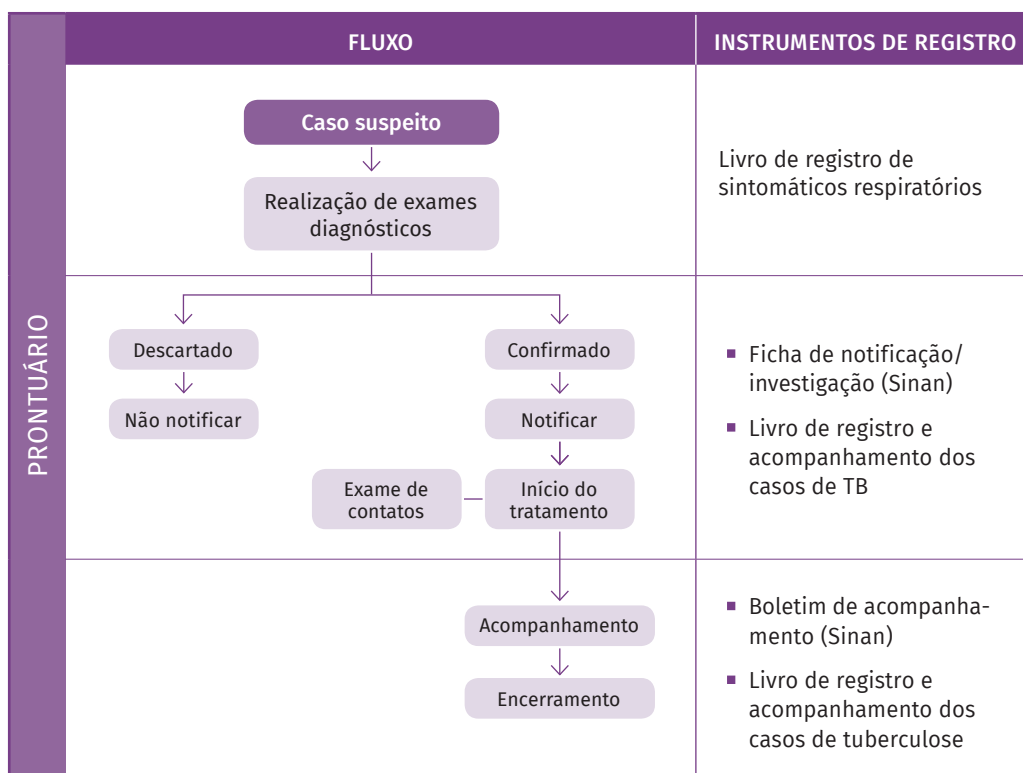 FLUXO
INSTRUMENTOS DE REGISTRO
PRONTUÁRIO
Caso suspeito
Realização de exames
diagnósticos
Livro de registro de
sintomáticos respiratórios
Descartado
Não notificar
Confirmado
Notificar
Exame de
contatos
Início do
tratamento
▪ Ficha de notificação/
investigação (Sinan)
▪ Livro de registro e
acompanhamento dos
casos de TB
Acompanhamento
Encerramento
▪ Boletim de acompanha-
mento (Sinan)
▪ Livro de registro e
acompanhamento dos
casos de tuberculose